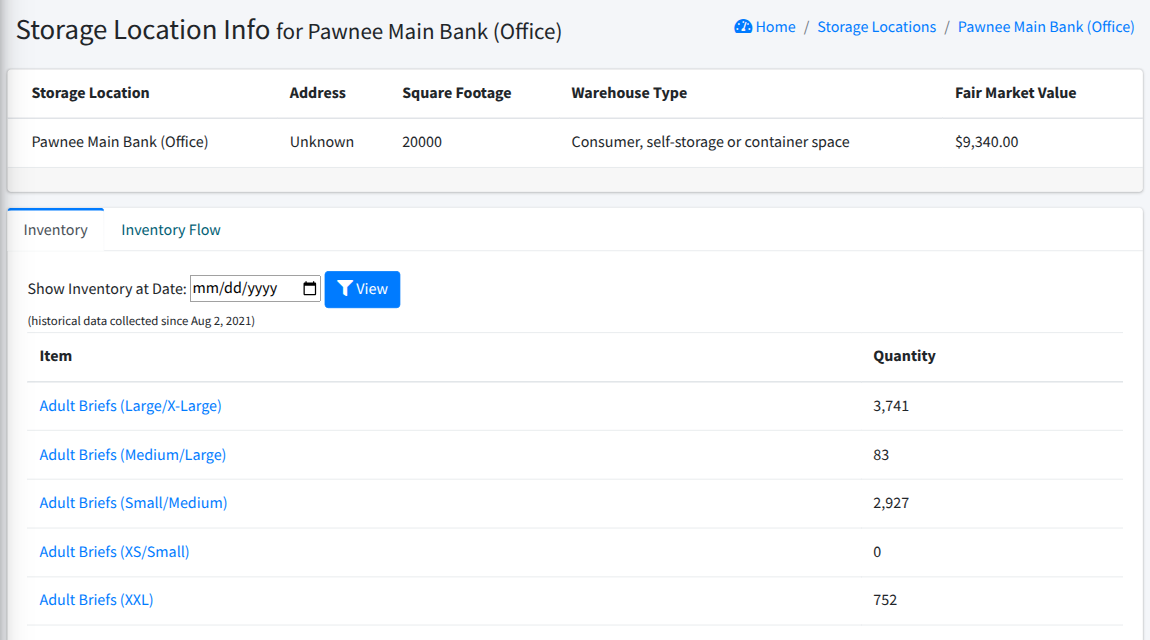 Storage Location Info for Pawnee Main Bank (Office)
Home / Storage Locations / Pawnee Main Bank (Office)
Storage Location Address Square Footage Warehouse Type Fair Market Value
Pawnee Main Bank (Office) Unknown 20000 Consumer, self-storage or container space $9,340.00
Inventory Inventory Flow
Show Inventory at Date: mm/dd/yyyy View
(historical data collected since Aug 2, 2021)
Item Quantity
Adult Briefs (Large/X-Large) 3,741
Adult Briefs (Medium/Large) 83
Adult Briefs (Small/Medium) 2,927
Adult Briefs (XS/Small) 0
Adult Briefs (XXL) 752